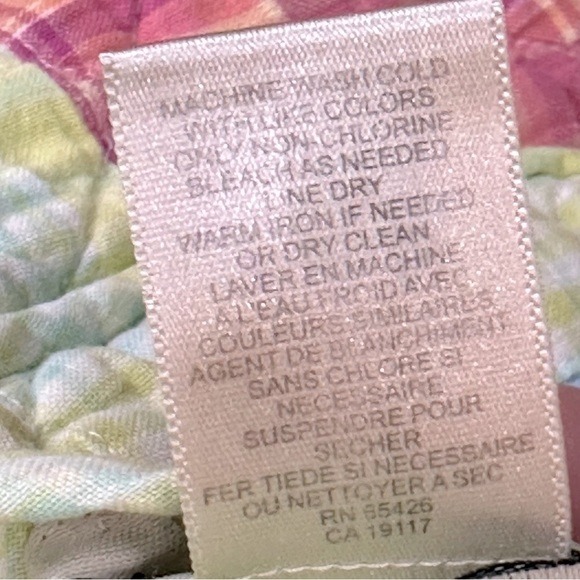 MACHINE WASH COLD
WITH LIKE COLORS
ONLY NON-CHLORINE
BLEACH AS NEEDED
LINE DRY
WARM IRON IF NEEDED
OR DRY CLEAN
LAVER EN MACHINE
A L'EAU FROID AVEC
COULEURS SIMILAIRES
AGENT DE BLANCHIMENT
SANS CHLORE SI
NECESSAIRE
SUSPENDRE POUR
SECHER
FER TIEDE SI NECESSAIRE
OU NETTOYER A SEC
RN 65426
CA 19117